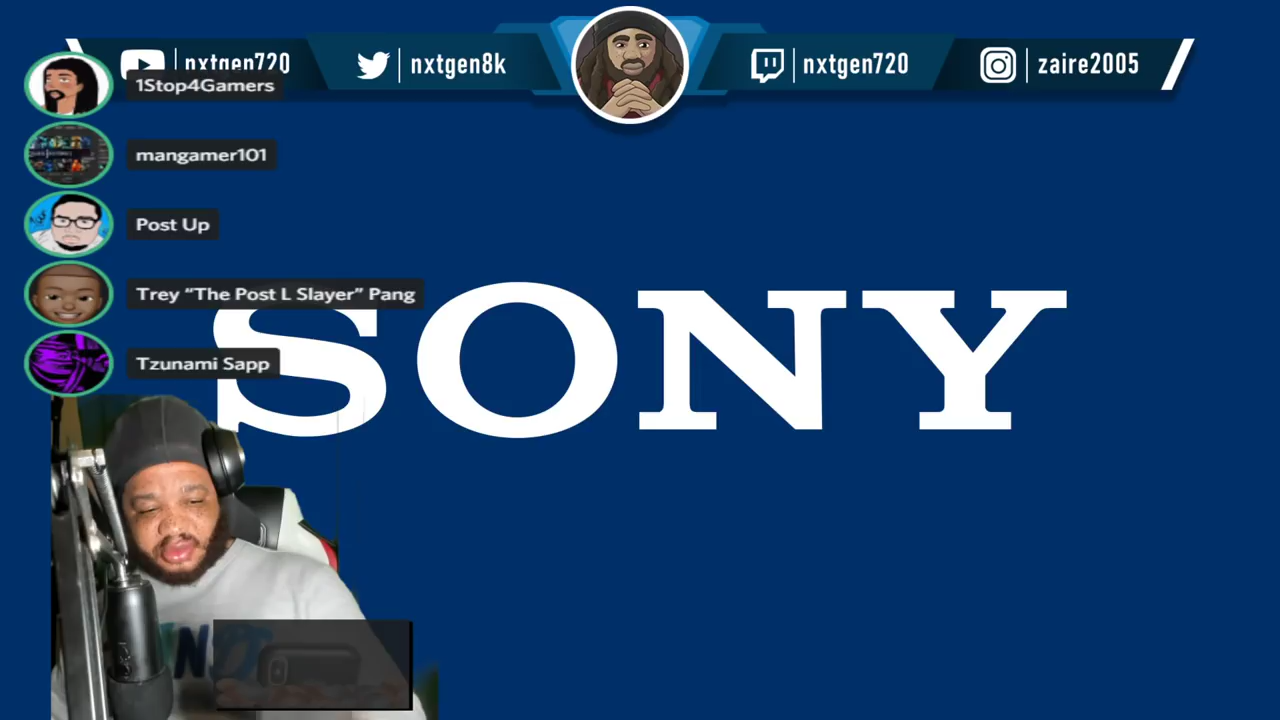 nxtgen720
nxtgen8k
nxtgen720
zaire2005
1Stop4Gamers
mangamer101
Post Up
Trey “The Post L Slayer” Pang
Tzunami Sapp
SONY